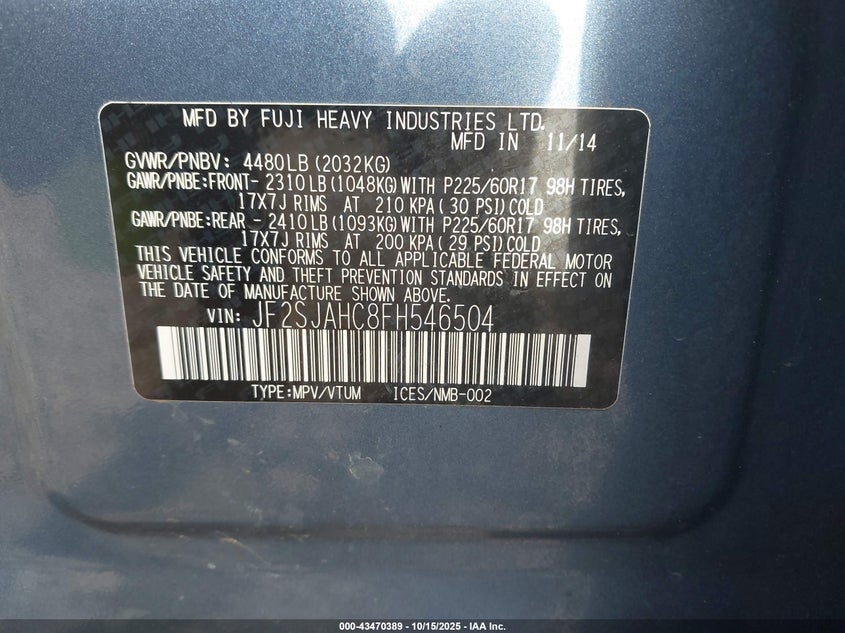 MFD BY FUJI HEAVY INDUSTRIES LTD.
MFD IN 11/14
GVWR/PNBV: 4480LB(2032KG)
GAWR/PNBE:FRONT- 2310LB(1048KG)WITH P225/60R17 98H TIRES,
17X7J RIMS AT 210 KPA( 30 PSI)COLD
GAWR/PNBE:REAR - 2410LB(1093KG)WITH P225/60R17 98H TIRES,
17X7J RIMS AT 200 KPA( 29 PSI)COLD
THIS VEHICLE CONFORMS TO ALL APPLICABLE FEDERAL MOTOR
VEHICLE SAFETY AND THEFT PREVENTION STANDARDS IN EFFECT ON
THE DATE OF MANUFACTURE SHOWN ABOVE.
VIN: JF2SJAHC8FH546504
TYPE:MPV/VTUM ICES/NMB-002
000-43470389 - 10/15/2025 - IAA Inc.